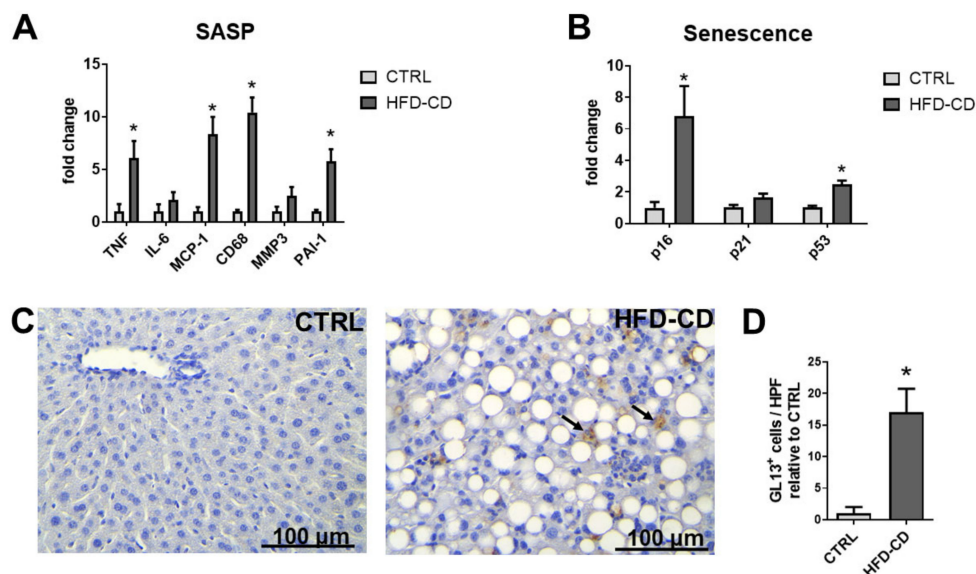 A
SASP
fold change
15
10
5
0
*
*
*
*
TNF
IL-6
MCP-1
CD68
MMP3
PAI-1
CTRL
HFD-CD
B
Senescence
fold change
10
8
6
4
2
0
*
*
p16
p21
p53
CTRL
HFD-CD
C
CTRL
100 µm
HFD-CD
100 µm
D
GL13⁺ cells / HPF
relative to CTRL
25
20
15
10
5
0
*
CTRL
HFD-CD